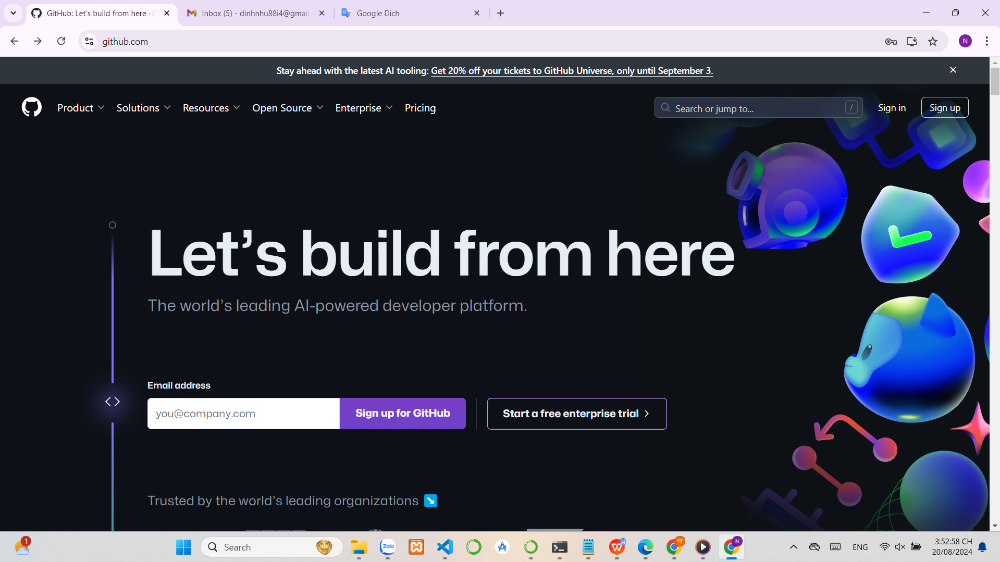 GitHub: Let's build from here ·
Inbox (5) - dinhnhu88i4@gmail.
Google Dịch
github.com
N
Stay ahead with the latest AI tooling: Get 20% off your tickets to GitHub Universe, only until September 3.
Product
Solutions
Resources
Open Source
Enterprise
Pricing
Search or jump to...
/
Sign in
Sign up
Let’s build from here
The world’s leading AI-powered developer platform.
Email address
you@company.com
Sign up for GitHub
Start a free enterprise trial
Trusted by the world’s leading organizations
1
Search
Zalo
W
vy
N
ENG
3:52:58 CH
20/08/2024